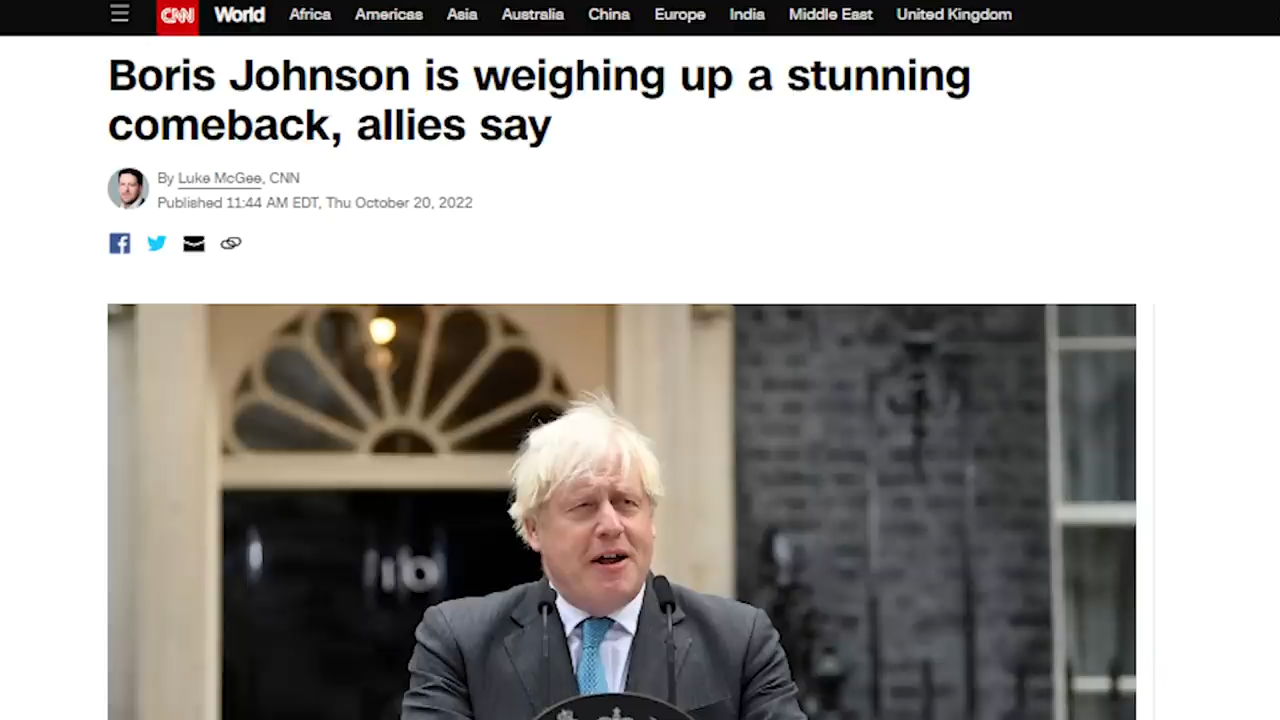 CNN World Africa Americas Asia Australia China Europe India Middle East United Kingdom
Boris Johnson is weighing up a stunning
comeback, allies say
By Luke McGee, CNN
Published 11:44 AM EDT, Thu October 20, 2022